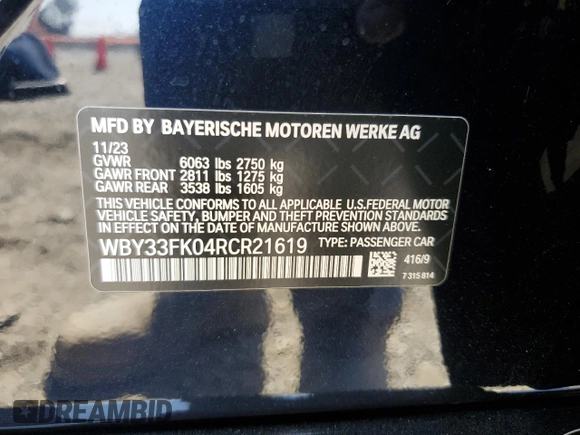 MFD BY BAYERISCHE MOTOREN WERKE AG
11/23
GVWR 6063 lbs 2750 kg
GAWR FRONT 2811 lbs 1275 kg
GAWR REAR 3538 lbs 1605 kg
THIS VEHICLE CONFORMS TO ALL APPLICABLE U.S.FEDERAL MOTOR
VEHICLE SAFETY, BUMPER AND THEFT PREVENTION STANDARDS
IN EFFECT ON THE DATE OF MANUFACTURE SHOWN ABOVE.
WBY33FK04RCR21619 TYPE: PASSENGER CAR
416/9
7 315 814
DREAMBID